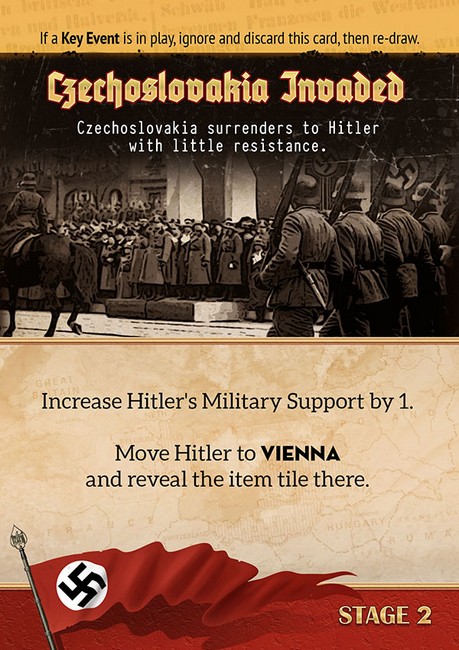 If a Key Event is in play, ignore and discard this card, then re-draw.
Czechoslovakia Invaded
Czechoslovakia surrenders to Hitler
with little resistance.
Increase Hitler's Military Support by 1.
Move Hitler to VIENNA
and reveal the item tile there.
STAGE 2